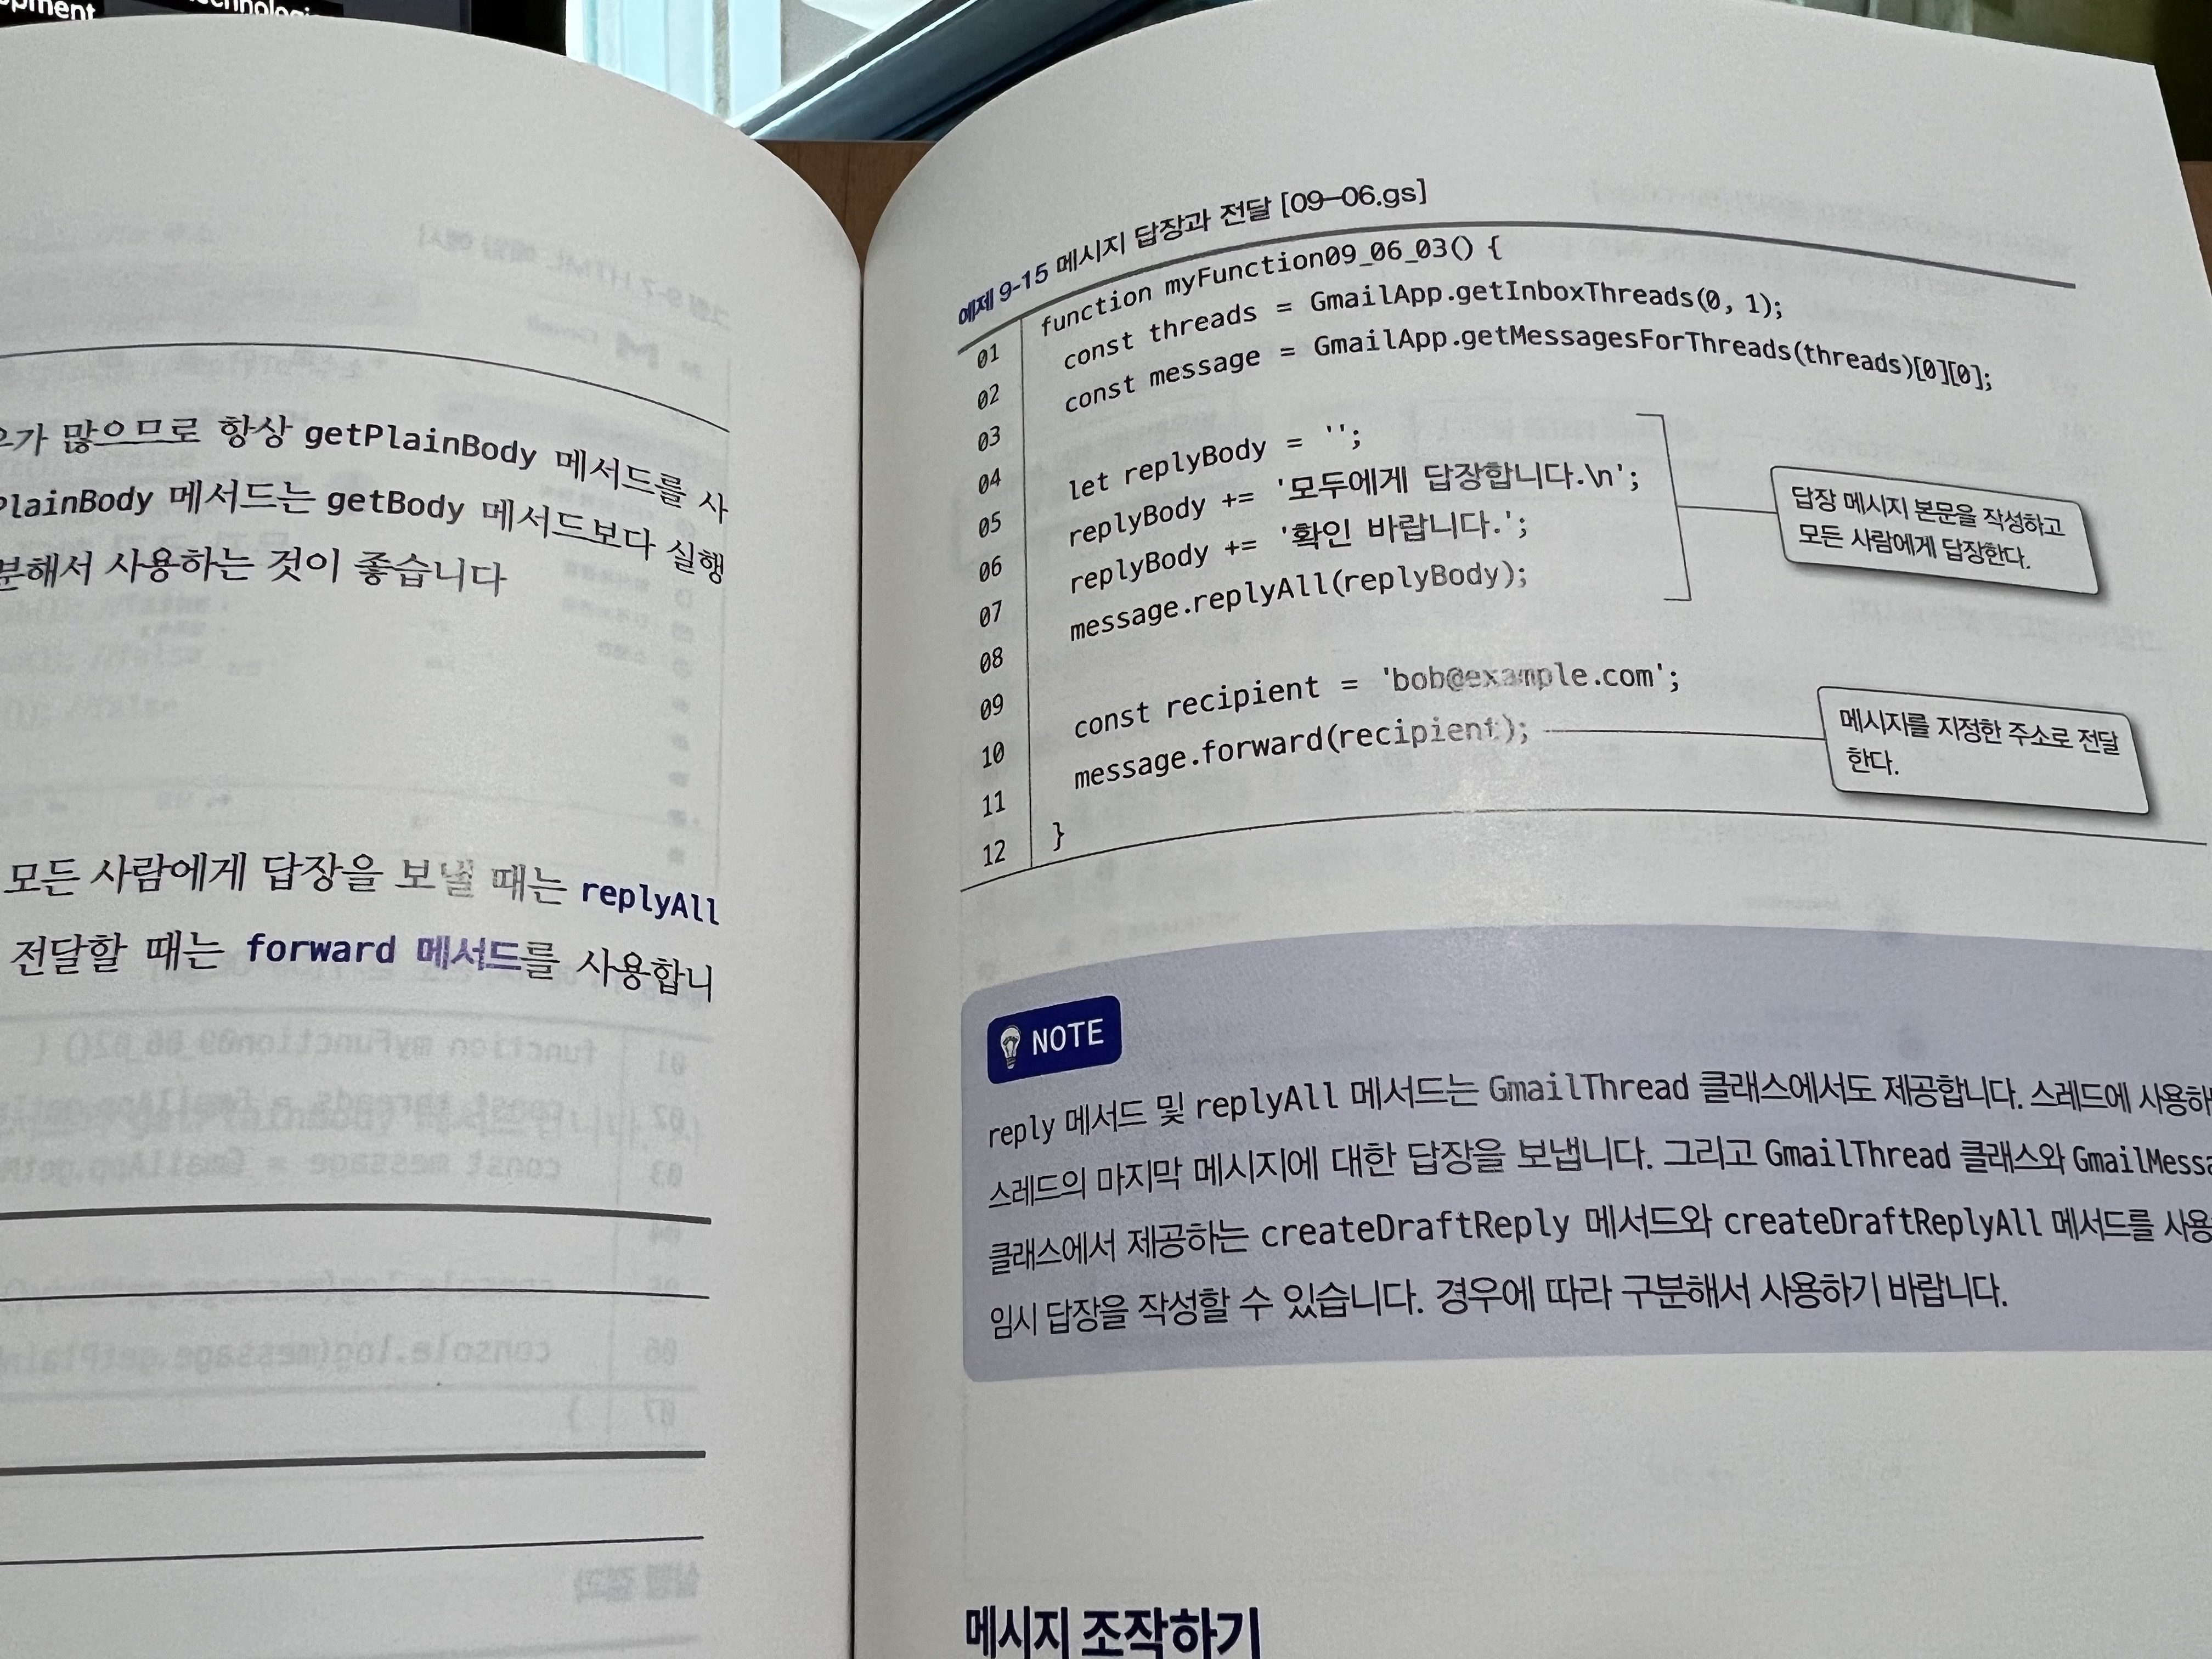 우가 많으므로 항상 getPlainBody 메서드를 사
PlainBody 메서드는 getBody 메서드보다 실행
분해서 사용하는 것이 좋습니다
모든 사람에게 답장을 보낼 때는 replyAll
전달할 때는 forward 메서드를 사용합니
예제 9-15 메시지 답장과 전달 [09-06.gs]
01 function myFunction09_06_03() {
02 const threads = GmailApp.getInboxThreads(0, 1);
03 const message = GmailApp.getMessagesForThreads(threads)[0][0];
04
05 let replyBody = '';
06 replyBody += '모두에게 답장합니다.\n';
07 replyBody += '확인 바랍니다.';
08 message.replyAll(replyBody);
09
10 const recipient = 'bob@example.com';
11 message.forward(recipient);
12 }
답장 메시지 본문을 작성하고
모든 사람에게 답장한다.
메시지를 지정한 주소로 전달
한다.
NOTE
reply 메서드 및 replyAll 메서드는 GmailThread 클래스에서도 제공합니다. 스레드에 사용하
스레드의 마지막 메시지에 대한 답장을 보냅니다. 그리고 GmailThread 클래스와 GmailMessa
클래스에서 제공하는 createDraftReply 메서드와 createDraftReplyAll 메서드를 사용
임시 답장을 작성할 수 있습니다. 경우에 따라 구분해서 사용하기 바랍니다.
메시지 조작하기